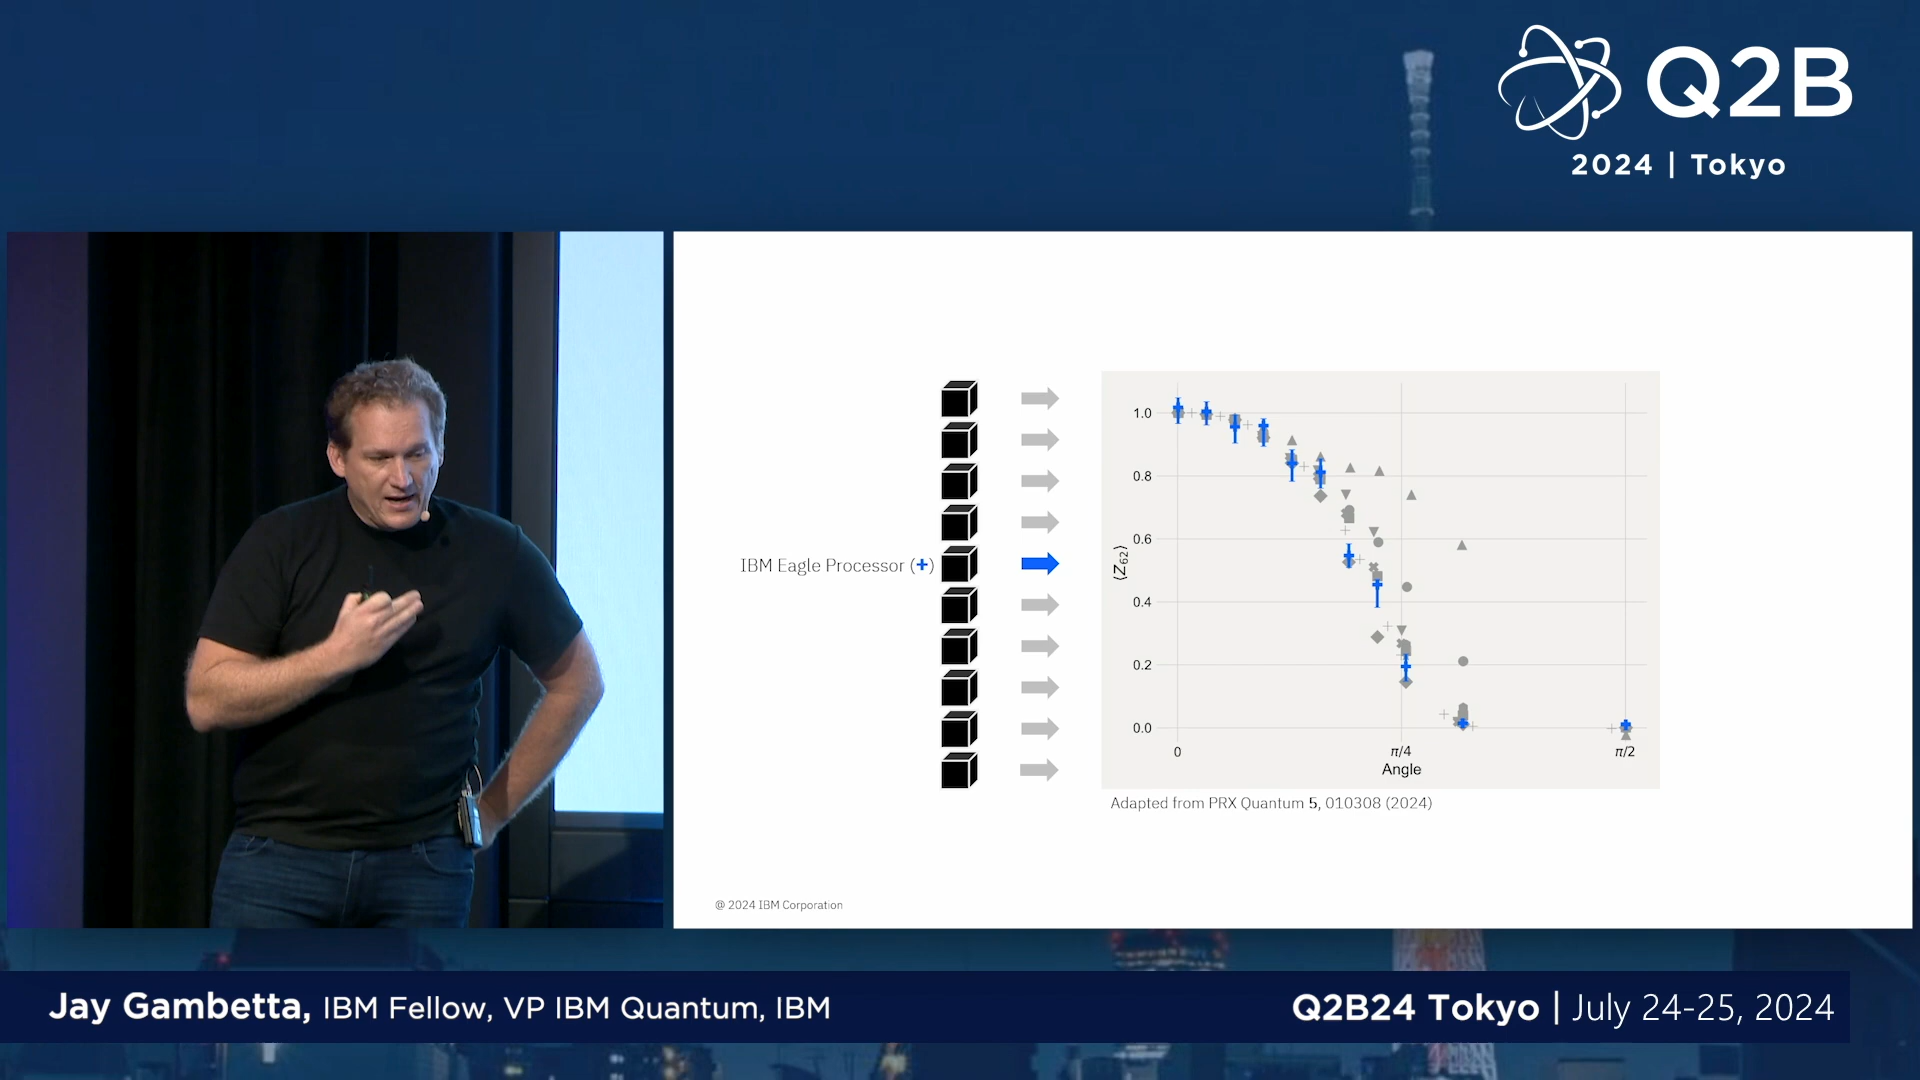 Q2B
2024 | Tokyo
IBM Eagle Processor (+)
1.0
0.8
0.6
0.4
0.2
0.0
⟨Z₆₂⟩
0
π/4
π/2
Angle
Adapted from PRX Quantum 5, 010308 (2024)
@ 2024 IBM Corporation
Jay Gambetta, IBM Fellow, VP IBM Quantum, IBM
Q2B24 Tokyo | July 24-25, 2024